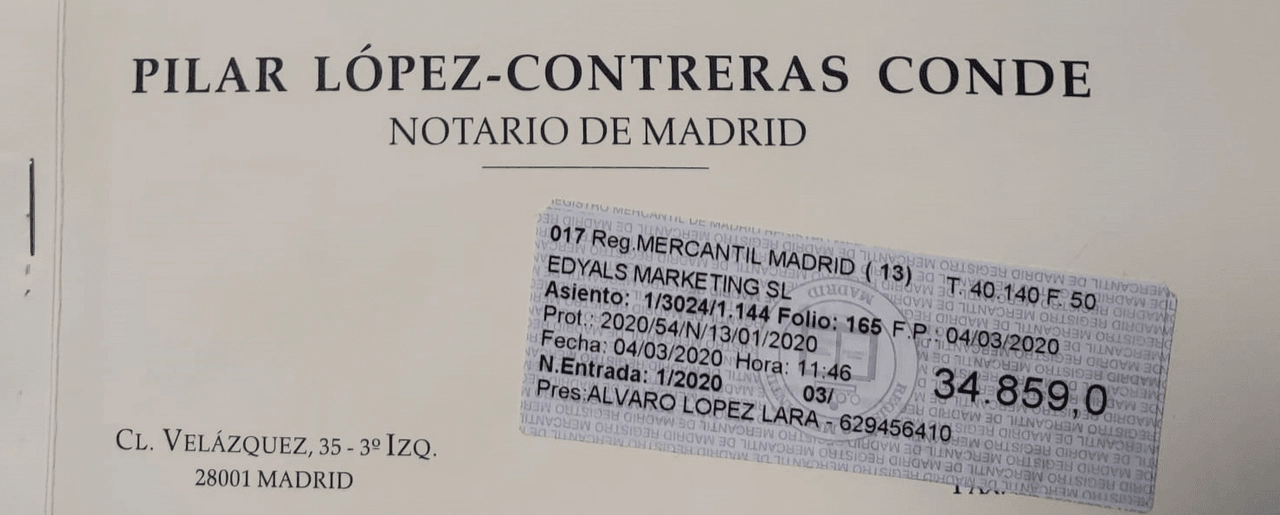 PILAR LÓPEZ-CONTRERAS CONDE
NOTARIO DE MADRID
017 Reg.MERCANTIL MADRID ( 13) T. 40.140 F. 50
EDYALS MARKETING SL
Asiento: 1/3024/1.144 Folio: 165 F.P.: 04/03/2020
Prot.: 2020/54/N/13/01/2020
Fecha: 04/03/2020 Hora: 11:46
N.Entrada: 1/2020 03/ 34.859,0
Pres:ALVARO LOPEZ LARA - 629456410
CL. VELÁZQUEZ, 35 - 3º IZQ.
28001 MADRID